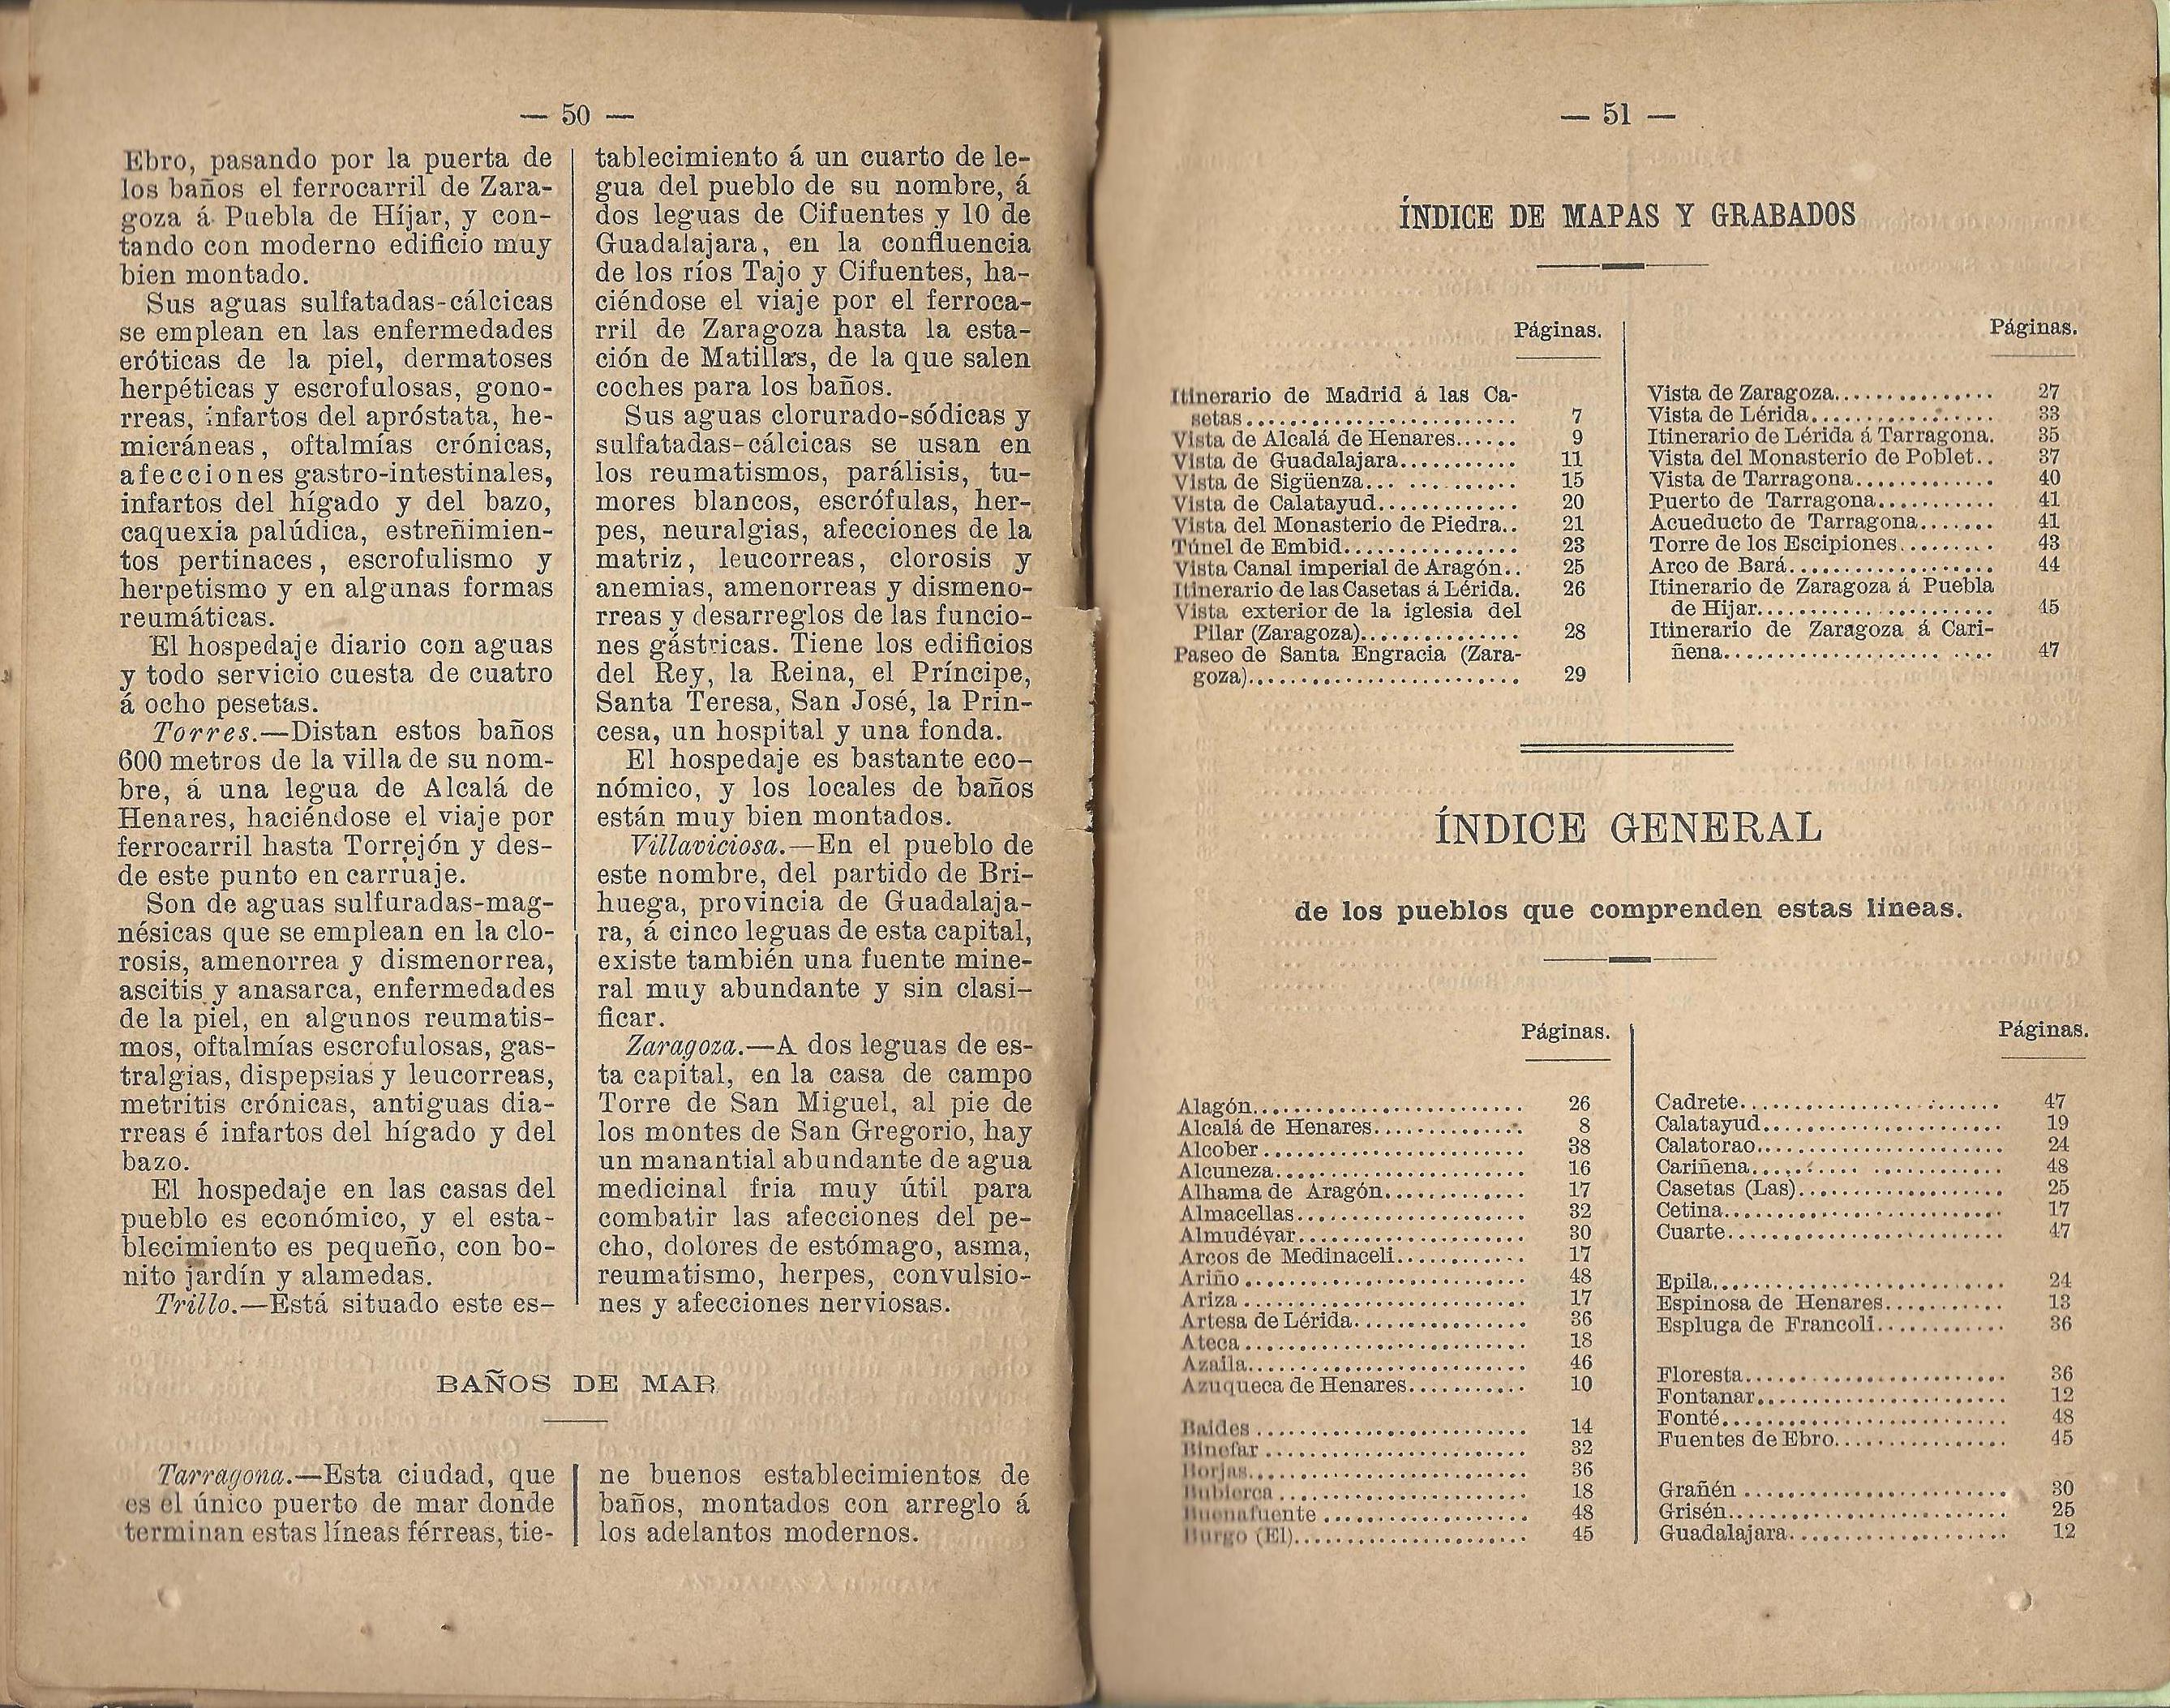 — 50 —
Ebro, pasando por la puerta de
los baños el ferrocarril de Zara-
goza á Puebla de Híjar, y con-
tando con moderno edificio muy
bien montado.
Sus aguas sulfatadas-cálcicas
se emplean en las enfermedades
eróticas de la piel, dermatoses
herpéticas y escrofulosas, gono-
rreas, infartos del apróstata, he-
micráneas, oftalmías crónicas,
afecciones gastro-intestinales,
infartos del hígado y del bazo,
caquexia palúdica, estreñimien-
tos pertinaces, escrofulismo y
herpetismo y en algunas formas
reumáticas.
El hospedaje diario con aguas
y todo servicio cuesta de cuatro
á ocho pesetas.
Torres.—Distan estos baños
600 metros de la villa de su nom-
bre, á una legua de Alcalá de
Henares, haciéndose el viaje por
ferrocarril hasta Torrejón y des-
de este punto en carruaje.
Son de aguas sulfuradas-mag-
nésicas que se emplean en la clo-
rosis, amenorrea y dismenorrea,
ascitis y anasarca, enfermedades
de la piel, en algunos reumatis-
mos, oftalmías escrofulosas, gas-
tralgias, dispepsias y leucorreas,
metritis crónicas, antiguas dia-
rreas é infartos del hígado y del
bazo.
El hospedaje en las casas del
pueblo es económico, y el esta-
blecimiento es pequeño, con bo-
nito jardín y alamedas.
Trillo.—Está situado este es-
tablecimiento á un cuarto de le-
gua del pueblo de su nombre, á
dos leguas de Cifuentes y 10 de
Guadalajara, en la confluencia
de los ríos Tajo y Cifuentes, ha-
ciéndose el viaje por el ferroca-
rril de Zaragoza hasta la esta-
ción de Matillas, de la que salen
coches para los baños.
Sus aguas clorurado-sódicas y
sulfatadas-cálcicas se usan en
los reumatismos, parálisis, tu-
mores blancos, escrófulas, her-
pes, neuralgias, afecciones de la
matriz, leucorreas, clorosis y
anemias, amenorreas y dismeno-
rreas y desarreglos de las funcio-
nes gástricas. Tiene los edificios
del Rey, la Reina, el Príncipe,
Santa Teresa, San José, la Prin-
cesa, un hospital y una fonda.
El hospedaje es bastante eco-
nómico, y los locales de baños
están muy bien montados.
Villaviciosa.—En el pueblo de
este nombre, del partido de Bri-
huega, provincia de Guadalaja-
ra, á cinco leguas de esta capital,
existe también una fuente mine-
ral muy abundante y sin clasi-
ficar.
Zaragoza.—A dos leguas de es-
ta capital, en la casa de campo
Torre de San Miguel, al pie de
los montes de San Gregorio, hay
un manantial abundante de agua
medicinal fria muy útil para
combatir las afecciones del pe-
cho, dolores de estómago, asma,
reumatismo, herpes, convulsio-
nes y afecciones nerviosas.
BAÑOS DE MAR
Tarragona.—Esta ciudad, que
es el único puerto de mar donde
terminan estas líneas férreas, tie-
ne buenos establecimientos de
baños, montados con arreglo á
los adelantos modernos.
— 51 —
ÍNDICE DE MAPAS Y GRABADOS
Páginas.
Itinerario de Madrid á las Ca-
setas........................ 7
Vista de Alcalá de Henares...... 9
Vista de Guadalajara........... 11
Vista de Sigüenza... .......... 15
Vista de Calatayud............. 20
Vista del Monasterio de Piedra.. 21
Túnel de Embid................ 23
Vista Canal imperial de Aragón.. 25
Itinerario de las Casetas á Lérida. 26
Vista exterior de la iglesia del
Pilar (Zaragoza)............... 28
Paseo de Santa Engracia (Zara-
goza)........................ 29
Páginas.
Vista de Zaragoza............... 27
Vista de Lérida................. 33
Itinerario de Lérida á Tarragona. 35
Vista del Monasterio de Poblet.. 37
Vista de Tarragona............. 40
Puerto de Tarragona........... 41
Acueducto de Tarragona....... 41
Torre de los Escipiones......... 43
Arco de Bará................... 44
Itinerario de Zaragoza á Puebla
de Hijar...................... 45
Itinerario de Zaragoza á Cari-
ñena.................... .... 47
ÍNDICE GENERAL
de los pueblos que comprenden estas líneas.
Páginas.
Alagón......................... 26
Alcalá de Henares.............. 8
Alcober........................ 38
Alcuneza....................... 16
Alhama de Aragón............. 17
Almacellas..................... 32
Almudévar..................... 30
Arcos de Medinaceli............ 17
Ariño.......................... 48
Ariza.......................... 17
Artesa de Lérida................ 36
Ateca.......................... 18
Azaila.......................... 46
Azuqueca de Henares........... 10
Baides......................... 14
Binefar........................ 32
Borjas.......................... 36
Bubierca....................... 18
Buenafuente................... 48
Burgo (El)...................... 45
Páginas.
Cadrete........................ 47
Calatayud...................... 19
Calatorao....................... 24
Cariñena......... ............ 48
Casetas (Las)................... 25
Cetina.......................... 17
Cuarte.......................... 47
Epila........................... 24
Espinosa de Henares........... 13
Espluga de Francoli............ 36
Floresta........................ 36
Fontanar....................... 12
Fonté........................... 48
Fuentes de Ebro................ 45
Grañén......................... 30
Grisén.......................... 25
Guadalajara.................... 12